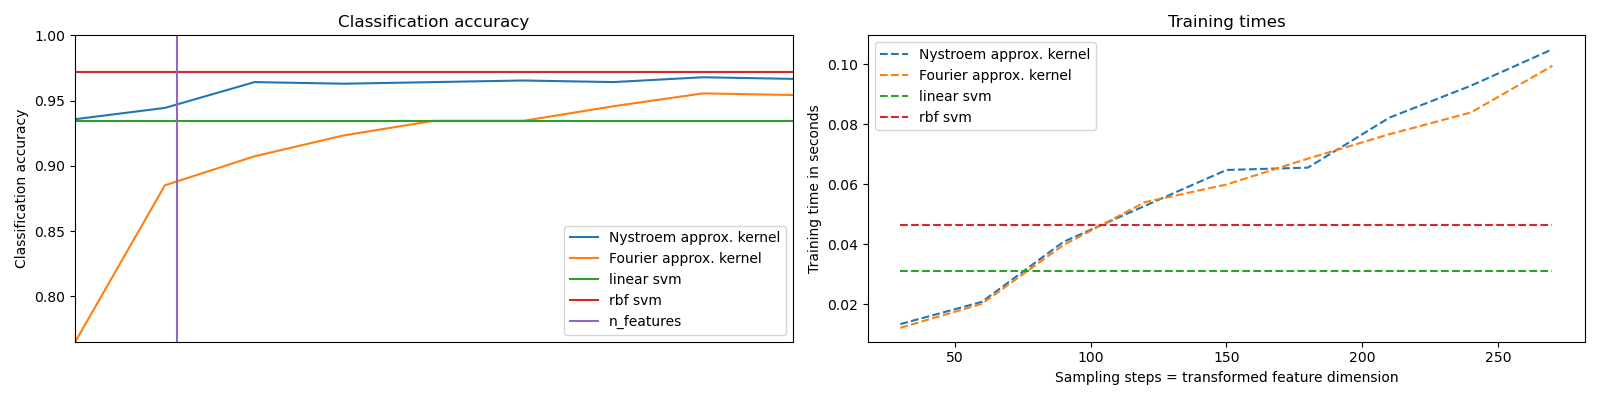 Classification accuracy
Classification accuracy
1.00
0.95
0.90
0.85
0.80
Nystroem approx. kernel
Fourier approx. kernel
linear svm
rbf svm
n_features
Training times
Training time in seconds
0.10
0.08
0.06
0.04
0.02
Nystroem approx. kernel
Fourier approx. kernel
linear svm
rbf svm
50
100
150
200
250
Sampling steps = transformed feature dimension